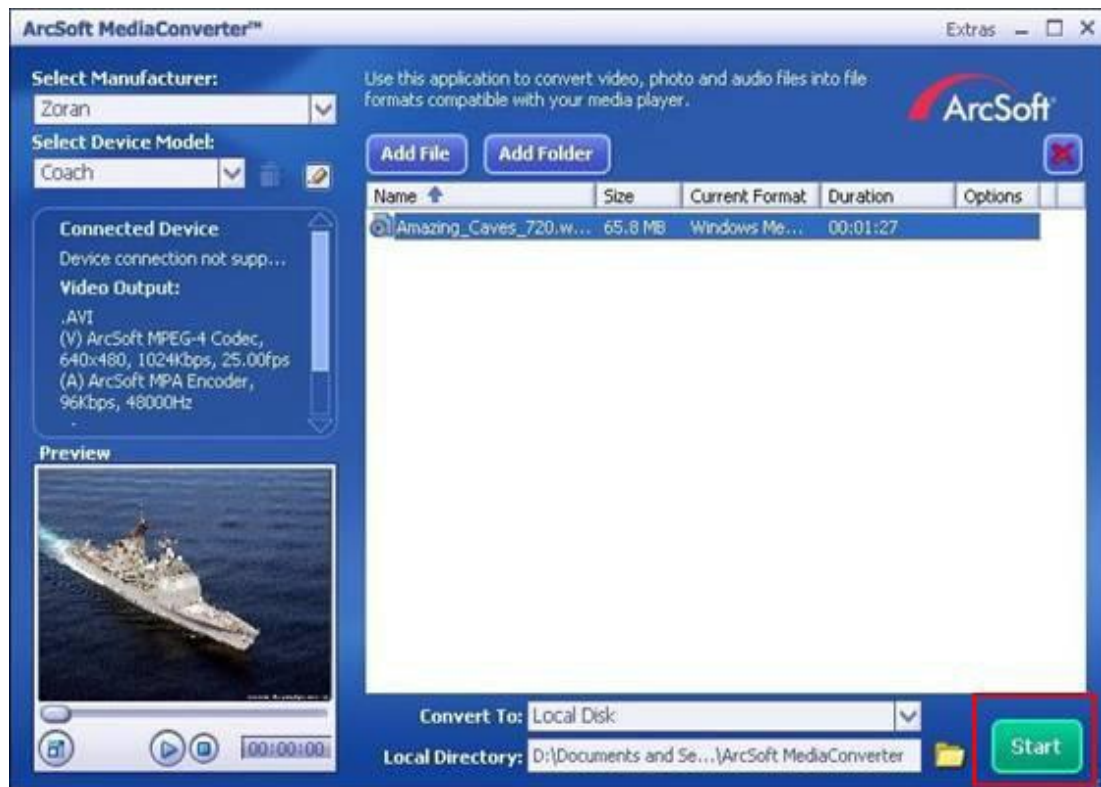 ArcSoft MediaConverter™
Extras
Select Manufacturer:
Zoran
Select Device Model:
Coach
Use this application to convert video, photo and audio files into file
formats compatible with your media player.
ArcSoft
Add File
Add Folder
Name Size Current Format Duration Options
Amazing_Caves_720.w... 65.8 MB Windows Me... 00:01:27
Connected Device
Device connection not supp...
Video Output:
.AVI
(V) ArcSoft MPEG-4 Codec,
640x480, 1024Kbps, 25.00fps
(A) ArcSoft MPA Encoder,
96Kbps, 48000Hz
Preview
00:00:00
Convert To: Local Disk
Local Directory: D:\Documents and Se...\ArcSoft MediaConverter
Start